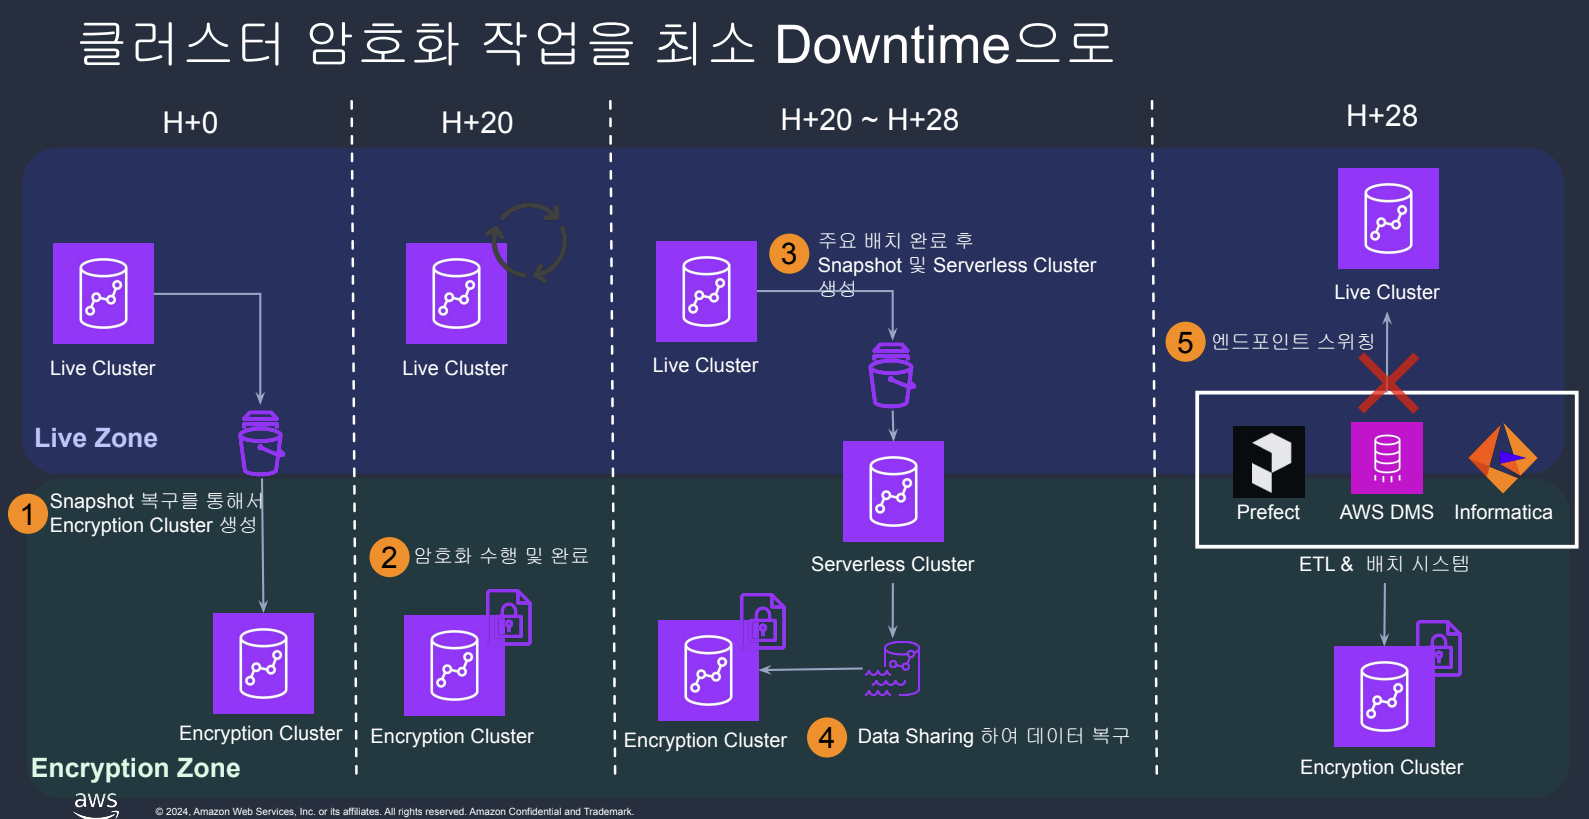 클러스터 암호화 작업을 최소 Downtime으로
H+0
H+20
H+20 ~ H+28
H+28
Live Cluster
Live Zone
1
Snapshot 복구를 통해서
Encryption Cluster 생성
Encryption Cluster
Encryption Zone
Live Cluster
2
암호화 수행 및 완료
Encryption Cluster
Live Cluster
3
주요 배치 완료 후
Snapshot 및 Serverless Cluster
생성
Serverless Cluster
Encryption Cluster
4
Data Sharing 하여 데이터 복구
Live Cluster
5
엔드포인트 스위칭
Prefect
AWS DMS
Informatica
ETL & 배치 시스템
Encryption Cluster
aws
© 2024, Amazon Web Services, Inc. or its affiliates. All rights reserved. Amazon Confidential and Trademark.